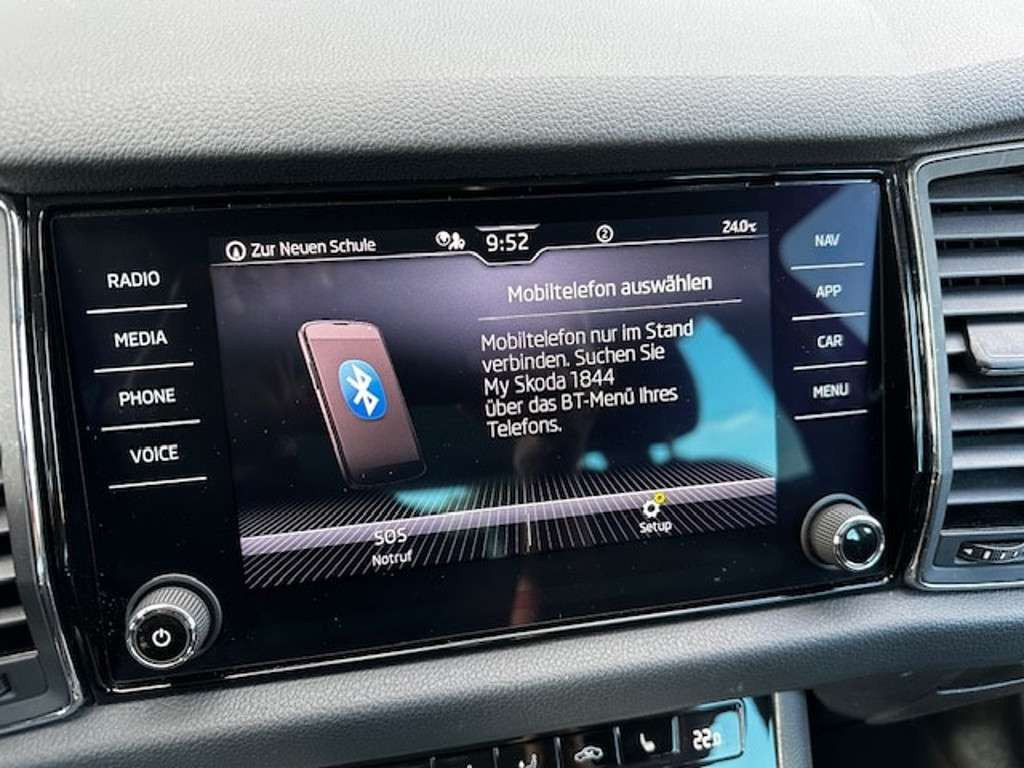 Zur Neuen Schule 9:52 2 24.0°C
RADIO
MEDIA
PHONE
VOICE
Mobiltelefon auswählen
Mobiltelefon nur im Stand
verbinden. Suchen Sie
My Skoda 1844
über das BT-Menü Ihres
Telefons.
SOS
Notruf
Setup
NAV
APP
CAR
MENU
22.0